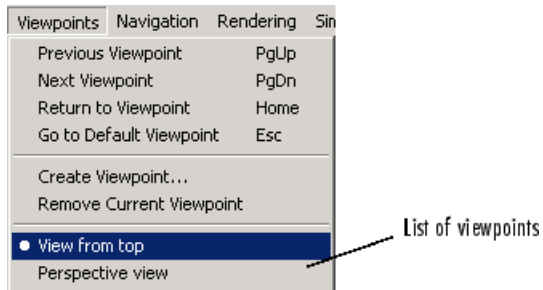 Viewpoints Navigation Rendering Sin
Previous Viewpoint PgUp
Next Viewpoint PgDn
Return to Viewpoint Home
Go to Default Viewpoint Esc
Create Viewpoint...
Remove Current Viewpoint
View from top
Perspective view
List of viewpoints